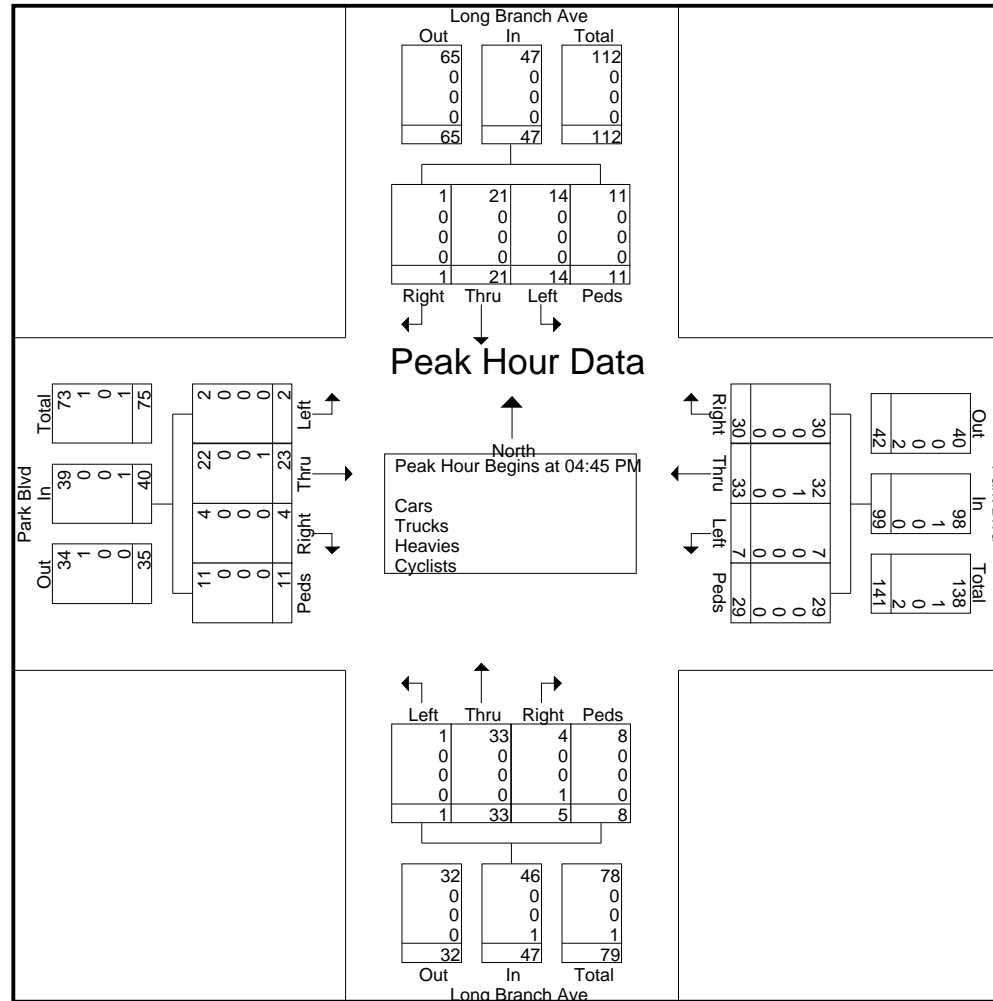 Long Branch Ave
Out In Total
65 47 112
0 0 0
0 0 0
0 0 0
65 47 112
1 21 14 11
0 0 0 0
0 0 0 0
0 0 0 0
1 21 14 11
Right Thru Left Peds
Park Blvd
Out In Total
34 39 73
1 0 1
0 0 0
0 1 1
35 40 75
11 4 22 2
0 0 0 0
0 0 0 0
0 0 1 0
11 4 23 2
Peds Right Thru Left
Peak Hour Data
North
Peak Hour Begins at 04:45 PM
Cars
Trucks
Heavies
Cyclists
Out In Total
40 98 138
0 1 1
0 0 0
2 0 2
42 99 141
30 32 7 29
0 1 0 0
0 0 0 0
0 0 0 0
30 33 7 29
Right Thru Left Peds
Left Thru Right Peds
1 33 4 8
0 0 0 0
0 0 0 0
0 0 1 0
1 33 5 8
32 46 78
0 0 0
0 0 0
0 1 1
32 47 79
Out In Total
Long Branch Ave